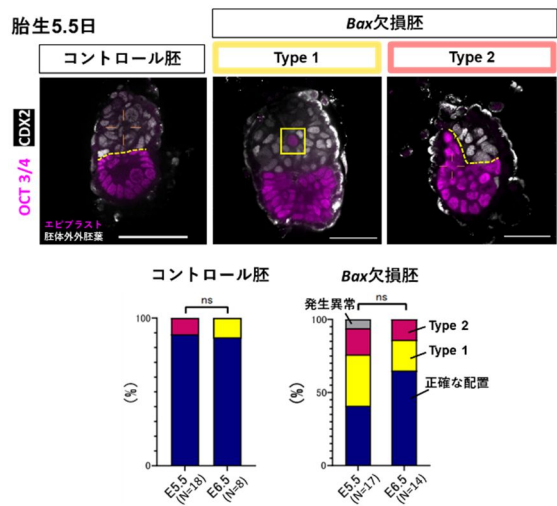 胎生5.5日
Bax欠損胚
コントロール胚
Type 1
Type 2
OCT 3/4 CDX2
エピブラスト
胚体外外胚葉
コントロール胚
Bax欠損胚
発生異常
ns
ns
100
50
0
(%)
100
50
0
(%)
Type 2
Type 1
正確な配置
E5.5
(N=18)
E6.5
(N=8)
E5.5
(N=17)
E6.5
(N=14)